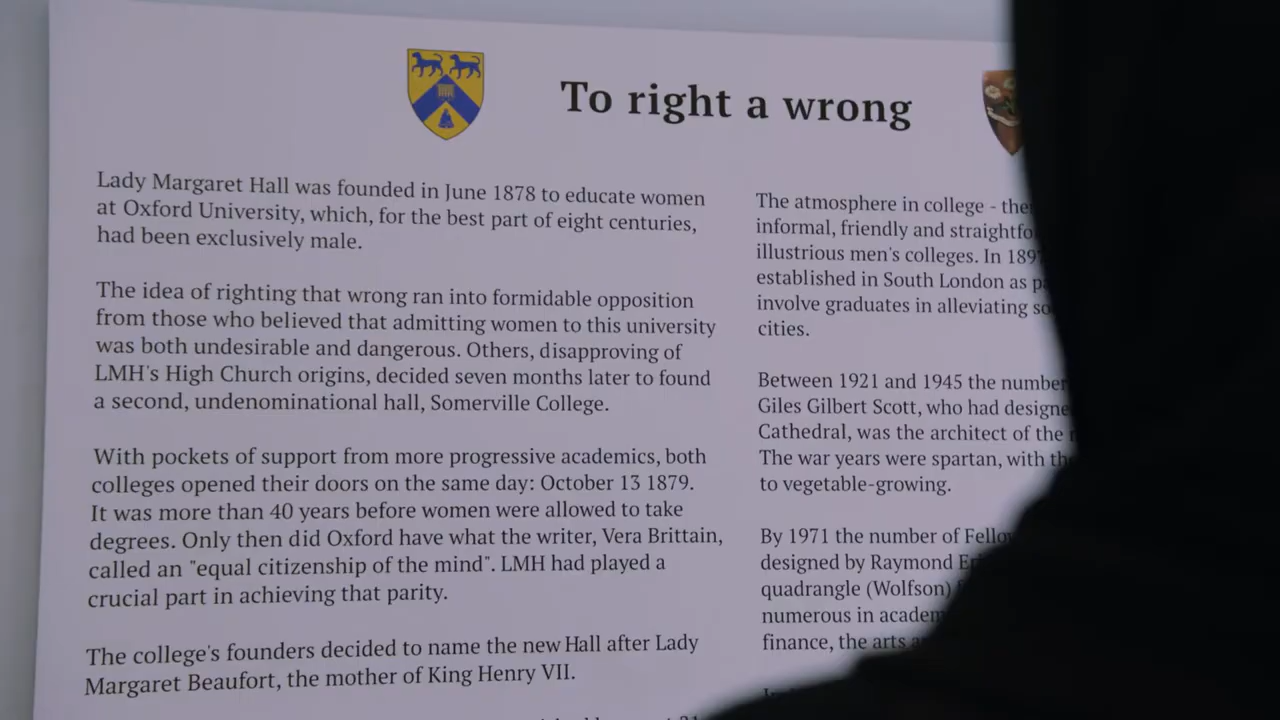 To right a wrong
Lady Margaret Hall was founded in June 1878 to educate women
at Oxford University, which, for the best part of eight centuries,
had been exclusively male.
The idea of righting that wrong ran into formidable opposition
from those who believed that admitting women to this university
was both undesirable and dangerous. Others, disapproving of
LMH's High Church origins, decided seven months later to found
a second, undenominational hall, Somerville College.
With pockets of support from more progressive academics, both
colleges opened their doors on the same day: October 13 1879.
It was more than 40 years before women were allowed to take
degrees. Only then did Oxford have what the writer, Vera Brittain,
called an "equal citizenship of the mind". LMH had played a
crucial part in achieving that parity.
The college's founders decided to name the new Hall after Lady
Margaret Beaufort, the mother of King Henry VII.
The atmosphere in college -
informal, friendly and
illustrious men's colleges. In
established in South London as
involve graduates in alleviating
cities.
Between 1921 and 1945 the number
Giles Gilbert Scott, who had
Cathedral, was the architect of the
The war years were spartan, with
to vegetable-growing.
By 1971 the number of
designed by Raymond
quadrangle (Wolfson)
numerous in
finance, the arts